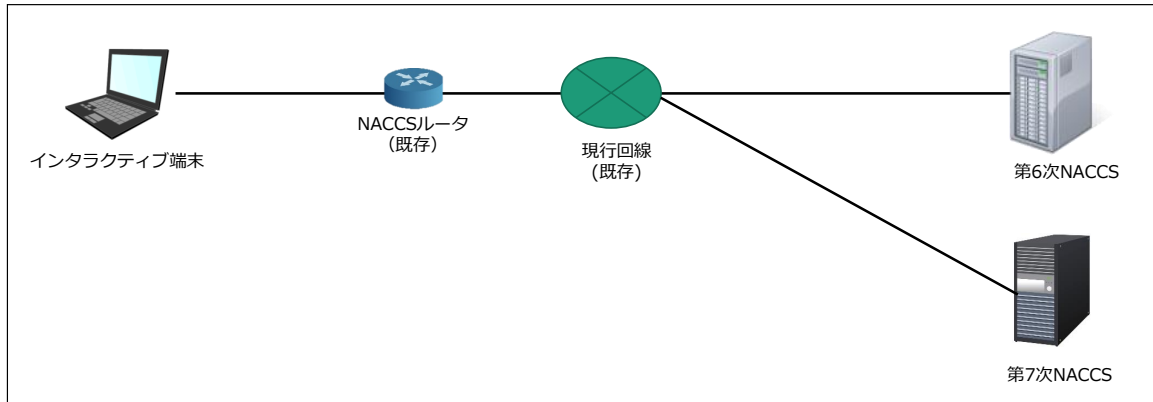 インタラクティブ端末
NACCSルータ
（既存）
現行回線
(既存)
第6次NACCS
第7次NACCS